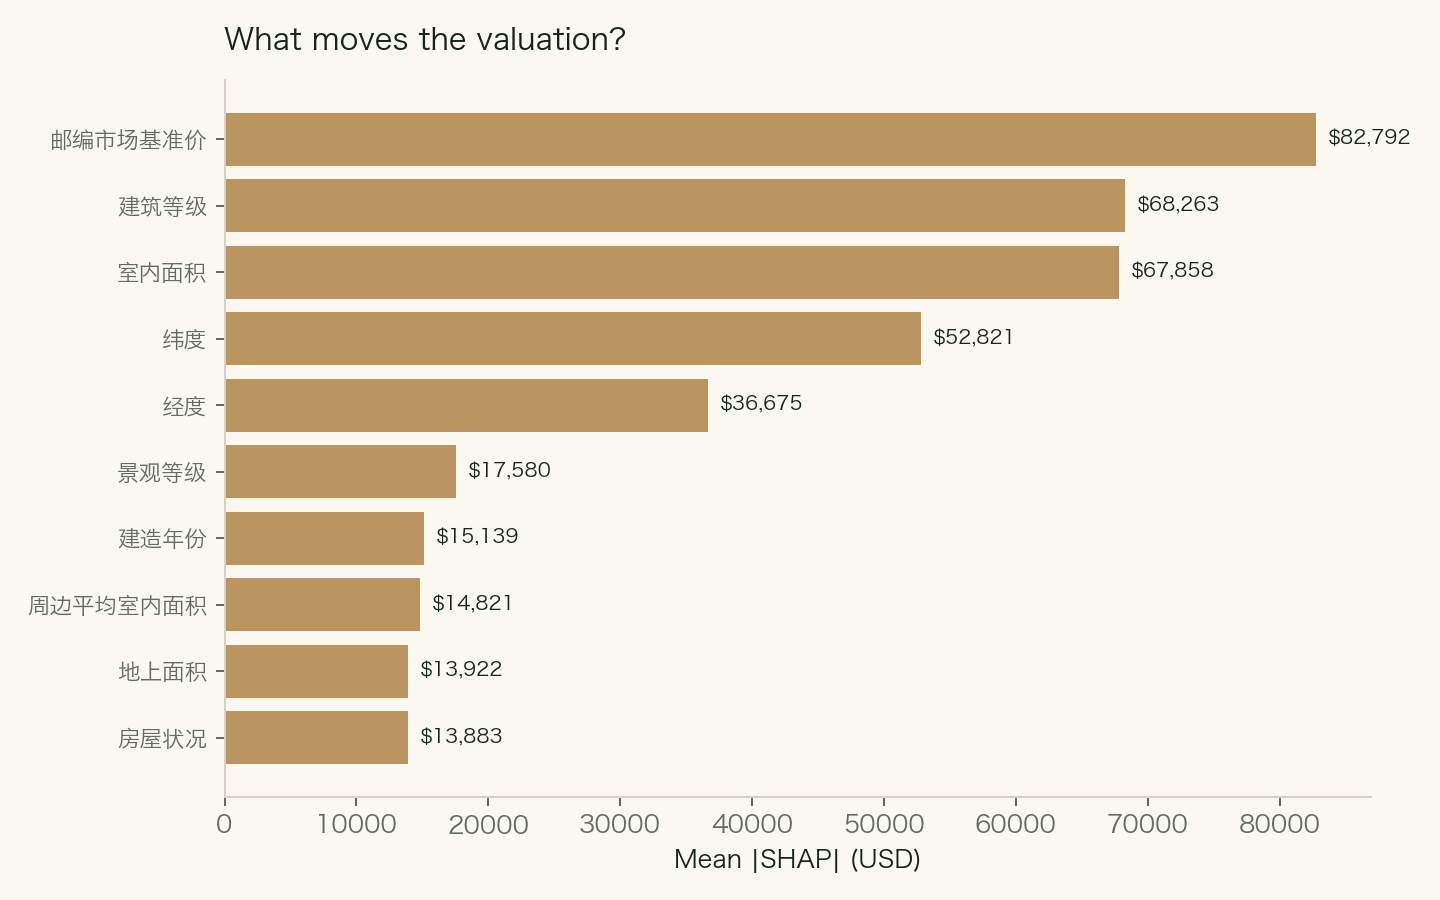 What moves the valuation?
邮编市场基准价 $82,792
建筑等级 $68,263
室内面积 $67,858
纬度 $52,821
经度 $36,675
景观等级 $17,580
建造年份 $15,139
周边平均室内面积 $14,821
地上面积 $13,922
房屋状况 $13,883
0 10000 20000 30000 40000 50000 60000 70000 80000
Mean |SHAP| (USD)